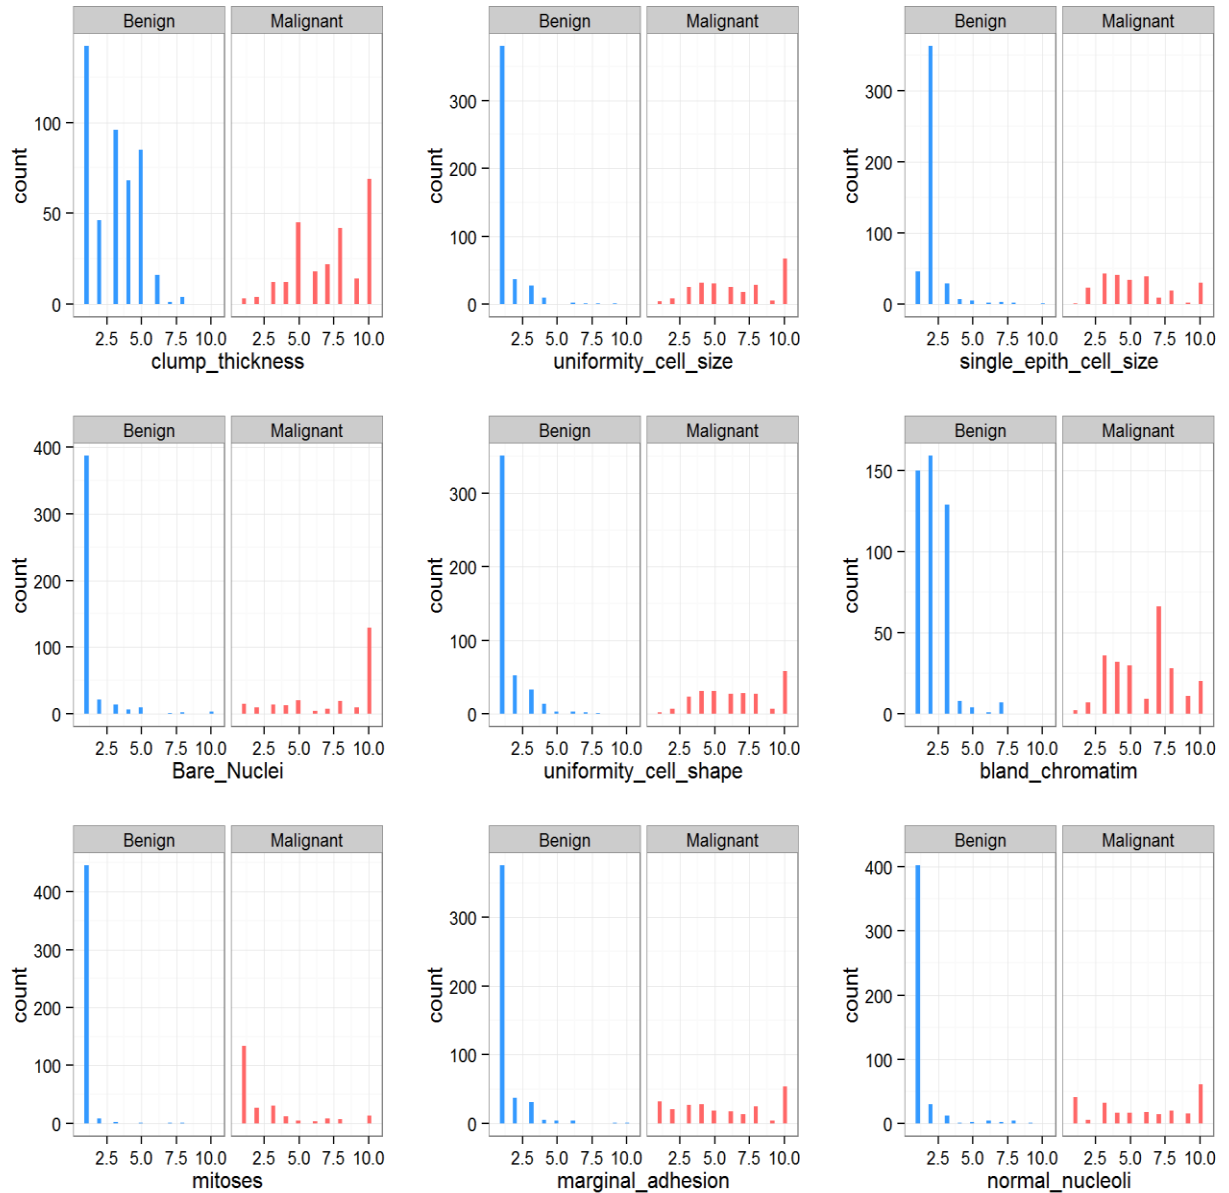 Benign Malignant
100
50
0
count
2.5 5.0 7.5 10.0 2.5 5.0 7.5 10.0
clump_thickness
Benign Malignant
300
200
100
0
count
2.5 5.0 7.5 10.0 2.5 5.0 7.5 10.0
uniformity_cell_size
Benign Malignant
300
200
100
0
count
2.5 5.0 7.5 10.0 2.5 5.0 7.5 10.0
single_epith_cell_size
Benign Malignant
400
300
200
100
0
count
2.5 5.0 7.5 10.0 2.5 5.0 7.5 10.0
Bare_Nuclei
Benign Malignant
300
200
100
0
count
2.5 5.0 7.5 10.0 2.5 5.0 7.5 10.0
uniformity_cell_shape
Benign Malignant
150
100
50
0
count
2.5 5.0 7.5 10.0 2.5 5.0 7.5 10.0
bland_chromatim
Benign Malignant
400
300
200
100
0
count
2.5 5.0 7.5 10.0 2.5 5.0 7.5 10.0
mitoses
Benign Malignant
300
200
100
0
count
2.5 5.0 7.5 10.0 2.5 5.0 7.5 10.0
marginal_adhesion
Benign Malignant
400
300
200
100
0
count
2.5 5.0 7.5 10.0 2.5 5.0 7.5 10.0
normal_nucleoli